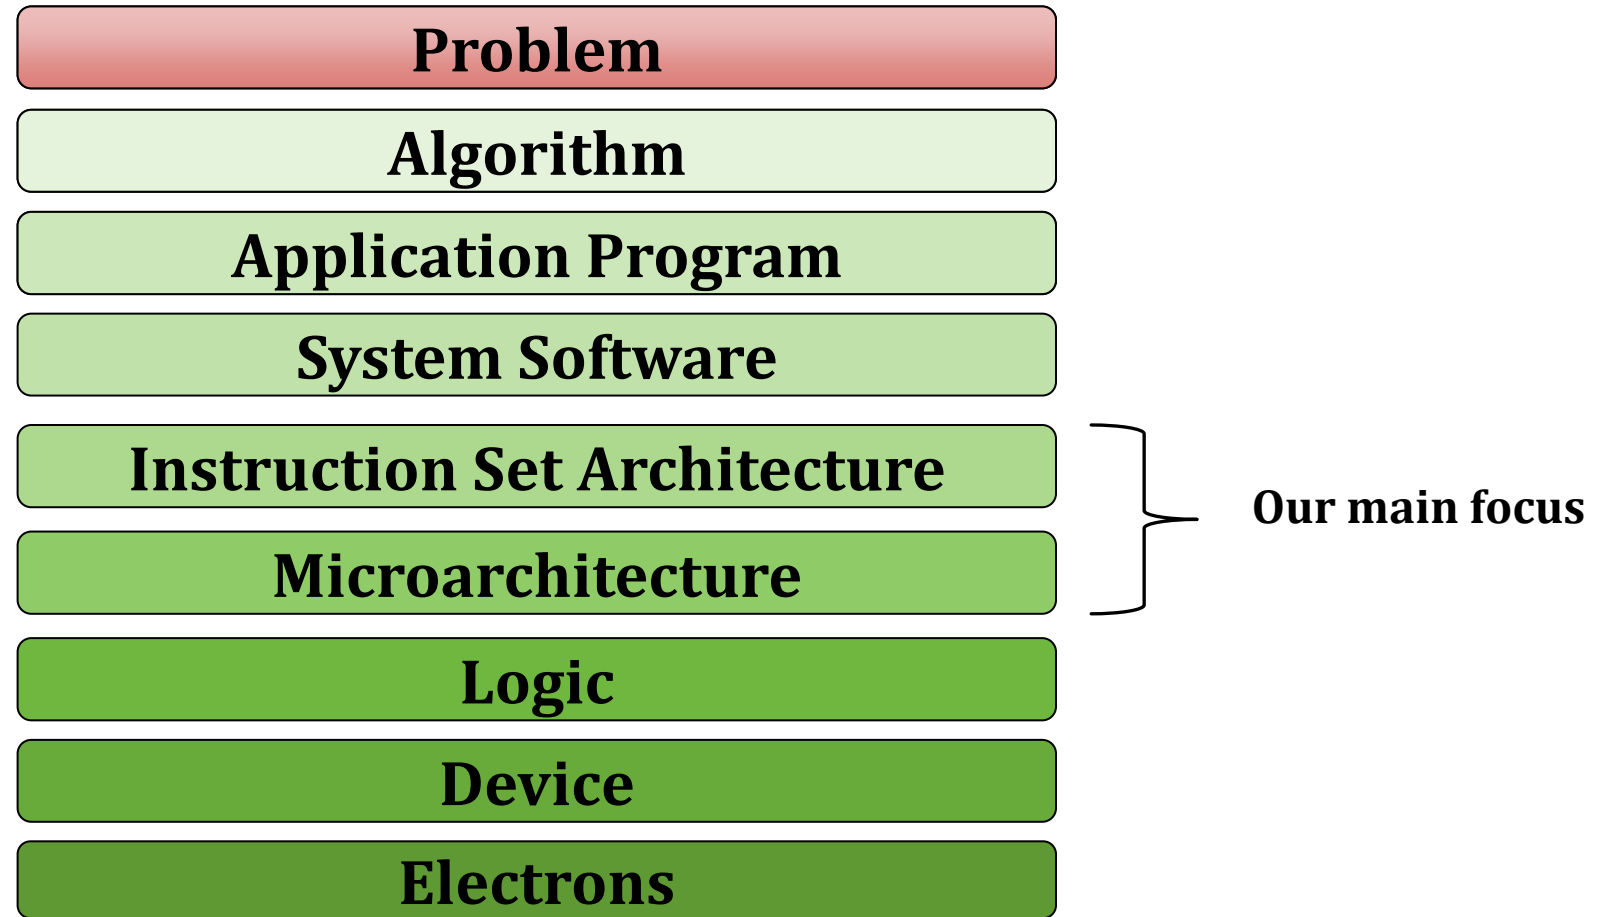 Problem
Algorithm
Application Program
System Software
Instruction Set Architecture
Our main focus
Microarchitecture
Logic
Device
Electrons